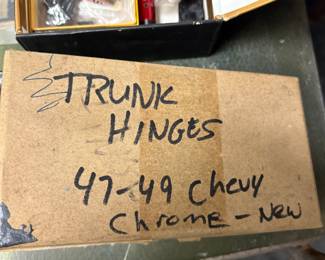 TRUNK
HINGES
47-49 Chevy
Chrome - New